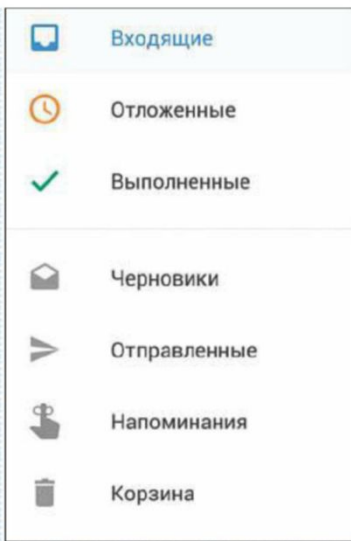 Входящие
Отложенные
Выполненные
Черновики
Отправленные
Напоминания
Корзина